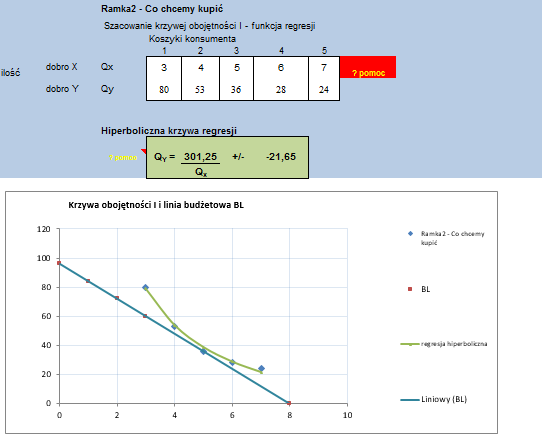 Ramka2 - Co chcemy kupić
Szacowanie krzywej obojętności I - funkcja regresji
Koszyki konsumenta
1 2 3 4 5
ilość dobro X Qx 3 4 5 6 7 ? pomoc
dobro Y Qy 80 53 36 28 24
Hiperboliczna krzywa regresji
? pomoc QY = 301,25 +/- -21,65
Qx
Krzywa obojętności I i linia budżetowa BL
120
100
80
60
40
20
0
0 2 4 6 8 10
Ramka2 - Co chcemy
kupić
BL
regresja hiperboliczna
Liniowy (BL)